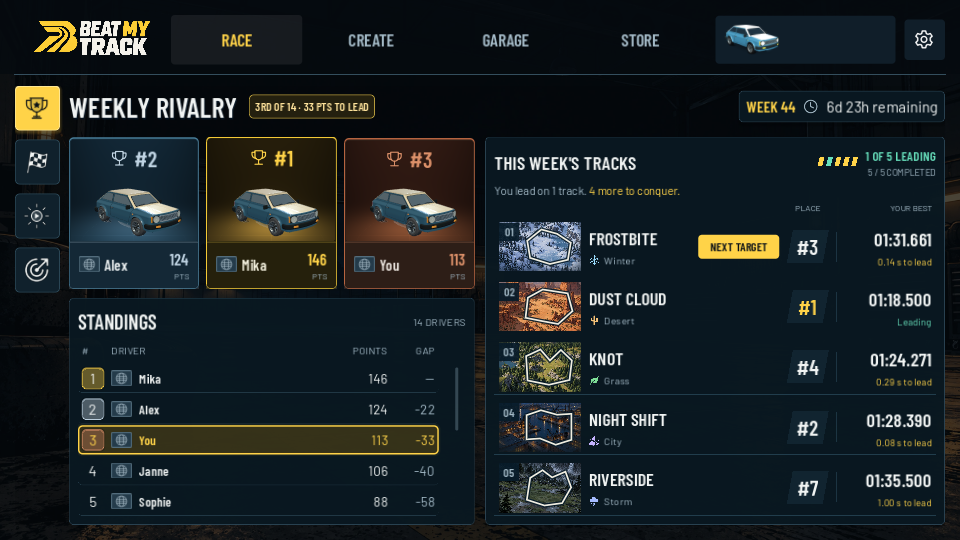 BEAT MY
TRACK
RACE
CREATE
GARAGE
STORE
WEEKLY RIVALRY
3RD OF 14 · 33 PTS TO LEAD
WEEK 44
6d 23h remaining
#2
Alex
124
PTS
#1
Mika
146
PTS
#3
You
113
PTS
STANDINGS
14 DRIVERS
# DRIVER POINTS GAP
1 Mika 146 —
2 Alex 124 -22
3 You 113 -33
4 Janne 106 -40
5 Sophie 88 -58
THIS WEEK'S TRACKS
1 OF 5 LEADING
5 / 5 COMPLETED
You lead on 1 track. 4 more to conquer.
PLACE YOUR BEST
01
FROSTBITE
Winter
NEXT TARGET
#3
01:31.661
0.14 s to lead
02
DUST CLOUD
Desert
#1
01:18.500
Leading
03
KNOT
Grass
#4
01:24.271
0.29 s to lead
04
NIGHT SHIFT
City
#2
01:28.390
0.08 s to lead
05
RIVERSIDE
Storm
#7
01:35.500
1.00 s to lead